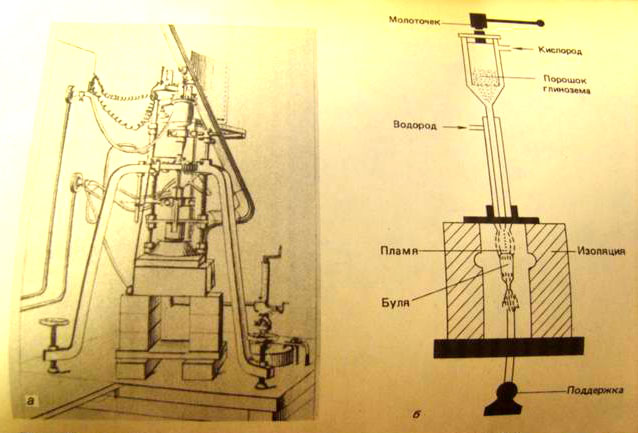 Молоточек
Кислород
Порошок
глинозема
Водород
Пламя
Изоляция
Буля
Поддержка
а
б